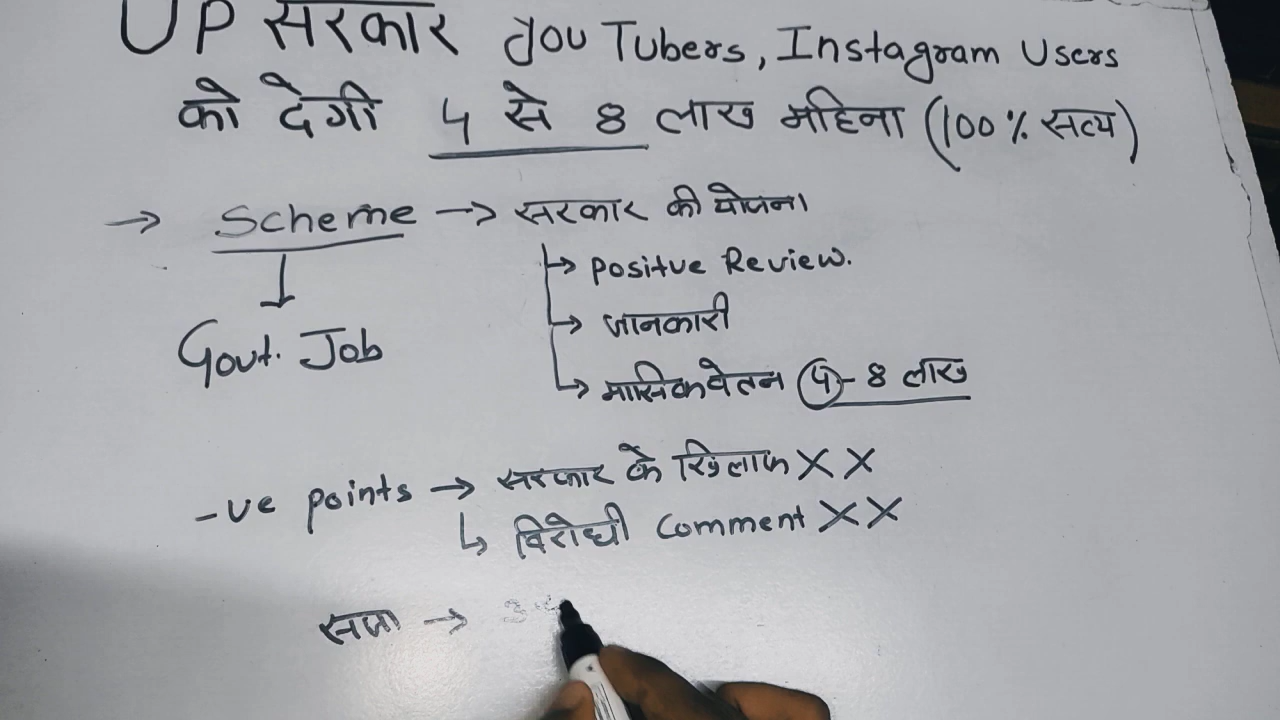 UP सरकार YouTubers, Instagram Users
को देगी 4 से 8 लाख महिना (100% सत्य)
→ Scheme → सरकार की योजना
→ Positve Review.
Govt. Job → जानकारी
→ मासिक वेतन 4 - 8 लाख
-ve points → सरकार के खिलाफ XX
↳ विरोधी Comment XX
सजा →